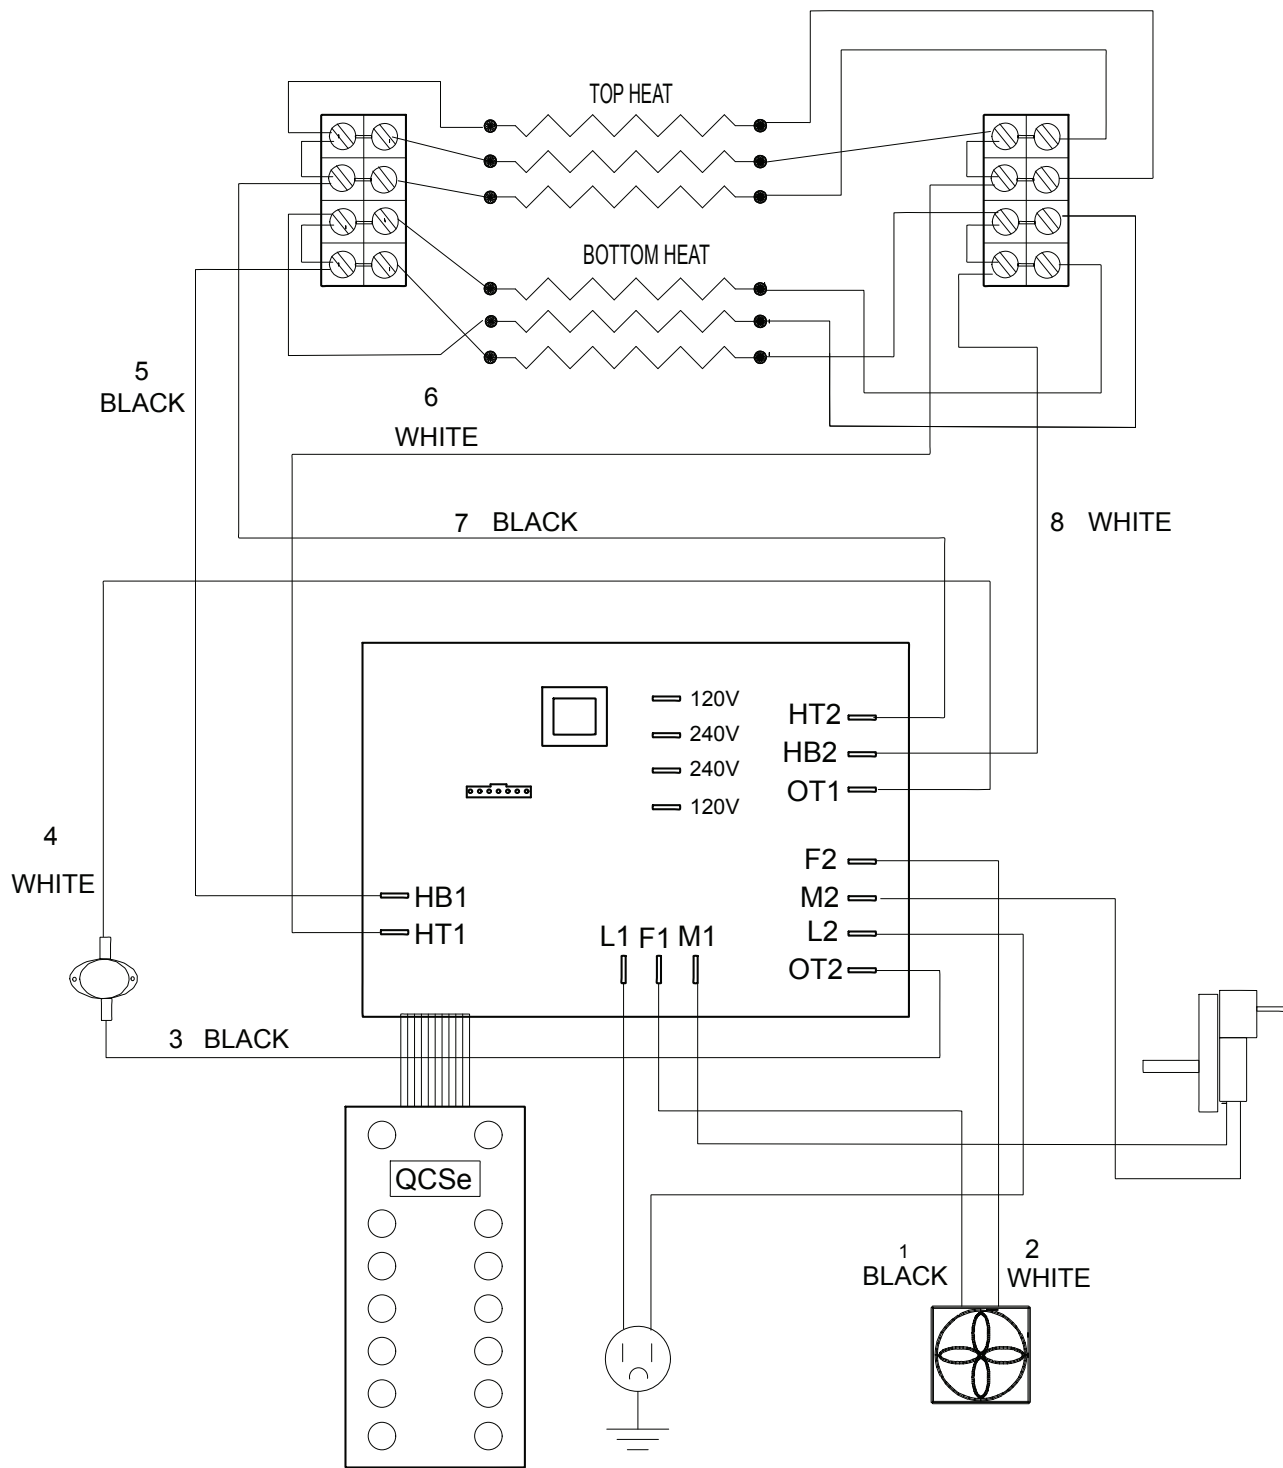 TOP HEAT
BOTTOM HEAT
5
BLACK
6
WHITE
7 BLACK
8 WHITE
120V
240V
240V
120V
HT2
HB2
OT1
4
WHITE
HB1
HT1
L1 F1 M1
F2
M2
L2
OT2
3 BLACK
QCSe
1
BLACK
2
WHITE